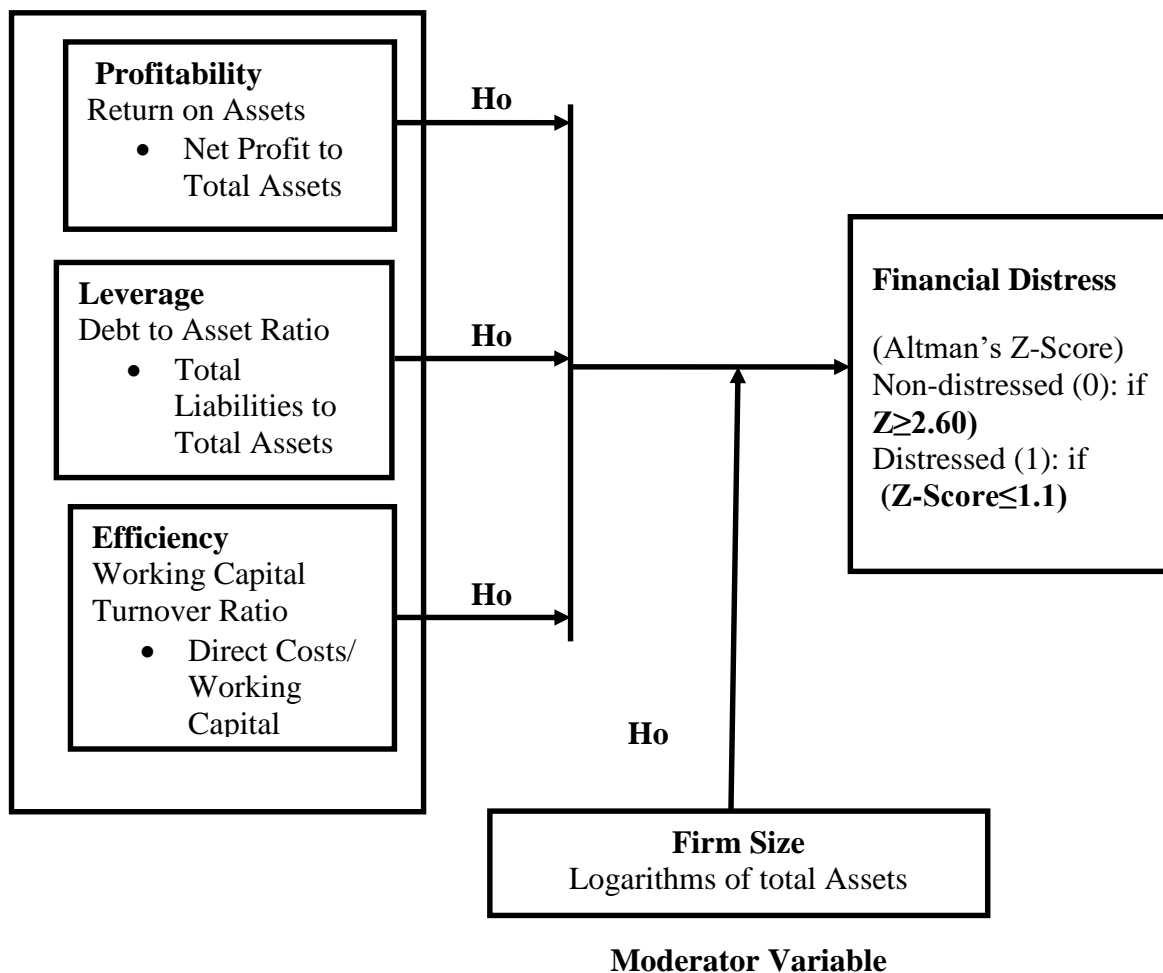 Profitability
Return on Assets
• Net Profit to
Total Assets
Ho
Leverage
Debt to Asset Ratio
• Total
Liabilities to
Total Assets
Ho
Efficiency
Working Capital
Turnover Ratio
• Direct Costs/
Working
Capital
Ho
Financial Distress
(Altman’s Z-Score)
Non-distressed (0): if
Z≥2.60)
Distressed (1): if
(Z-Score≤1.1)
Ho
Firm Size
Logarithms of total Assets
Moderator Variable